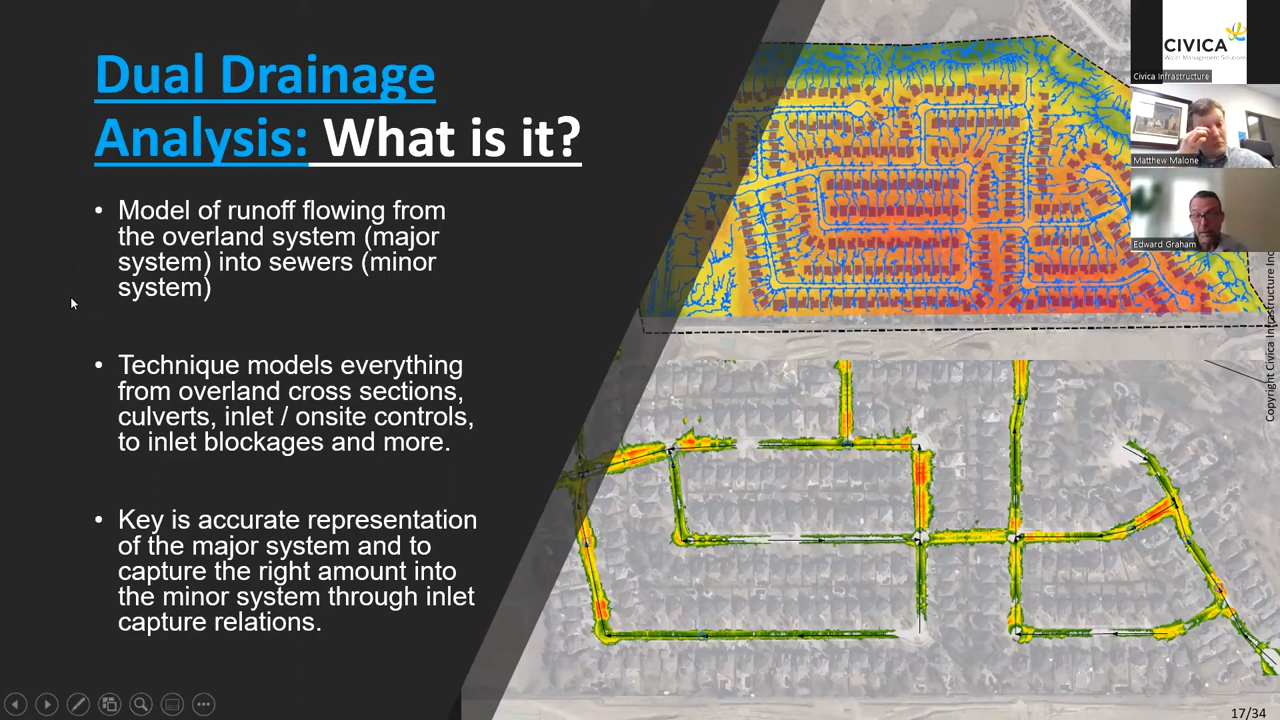 Dual Drainage
Analysis: What is it?
• Model of runoff flowing from
the overland system (major
system) into sewers (minor
system)
• Technique models everything
from overland cross sections,
culverts, inlet / onsite controls,
to inlet blockages and more.
• Key is accurate representation
of the major system and to
capture the right amount into
the minor system through inlet
capture relations.
CIVICA
Water Management Solutions
Civica Infrastructure
Matthew Malone
Edward Graham
Copyright Civica Infrastructure Inc
17/34